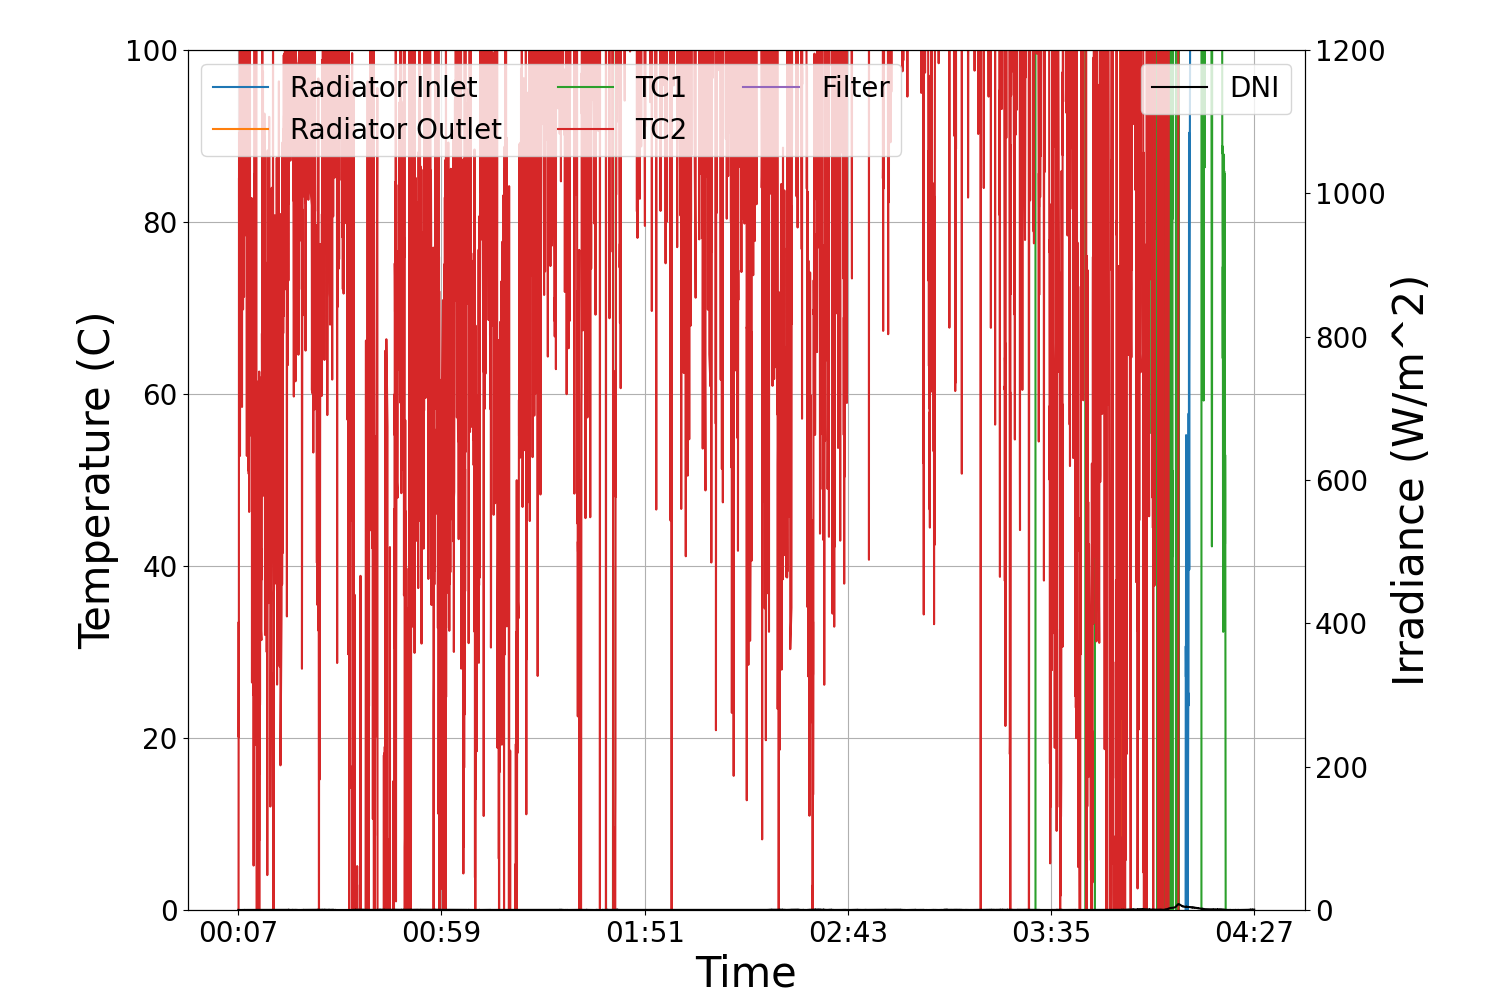 100
80
60
40
20
0
Temperature (C)
Radiator Inlet
Radiator Outlet
TC1
TC2
Filter
DNI
1200
1000
800
600
400
200
0
Irradiance (W/m^2)
00:07
00:59
01:51
02:43
03:35
04:27
Time